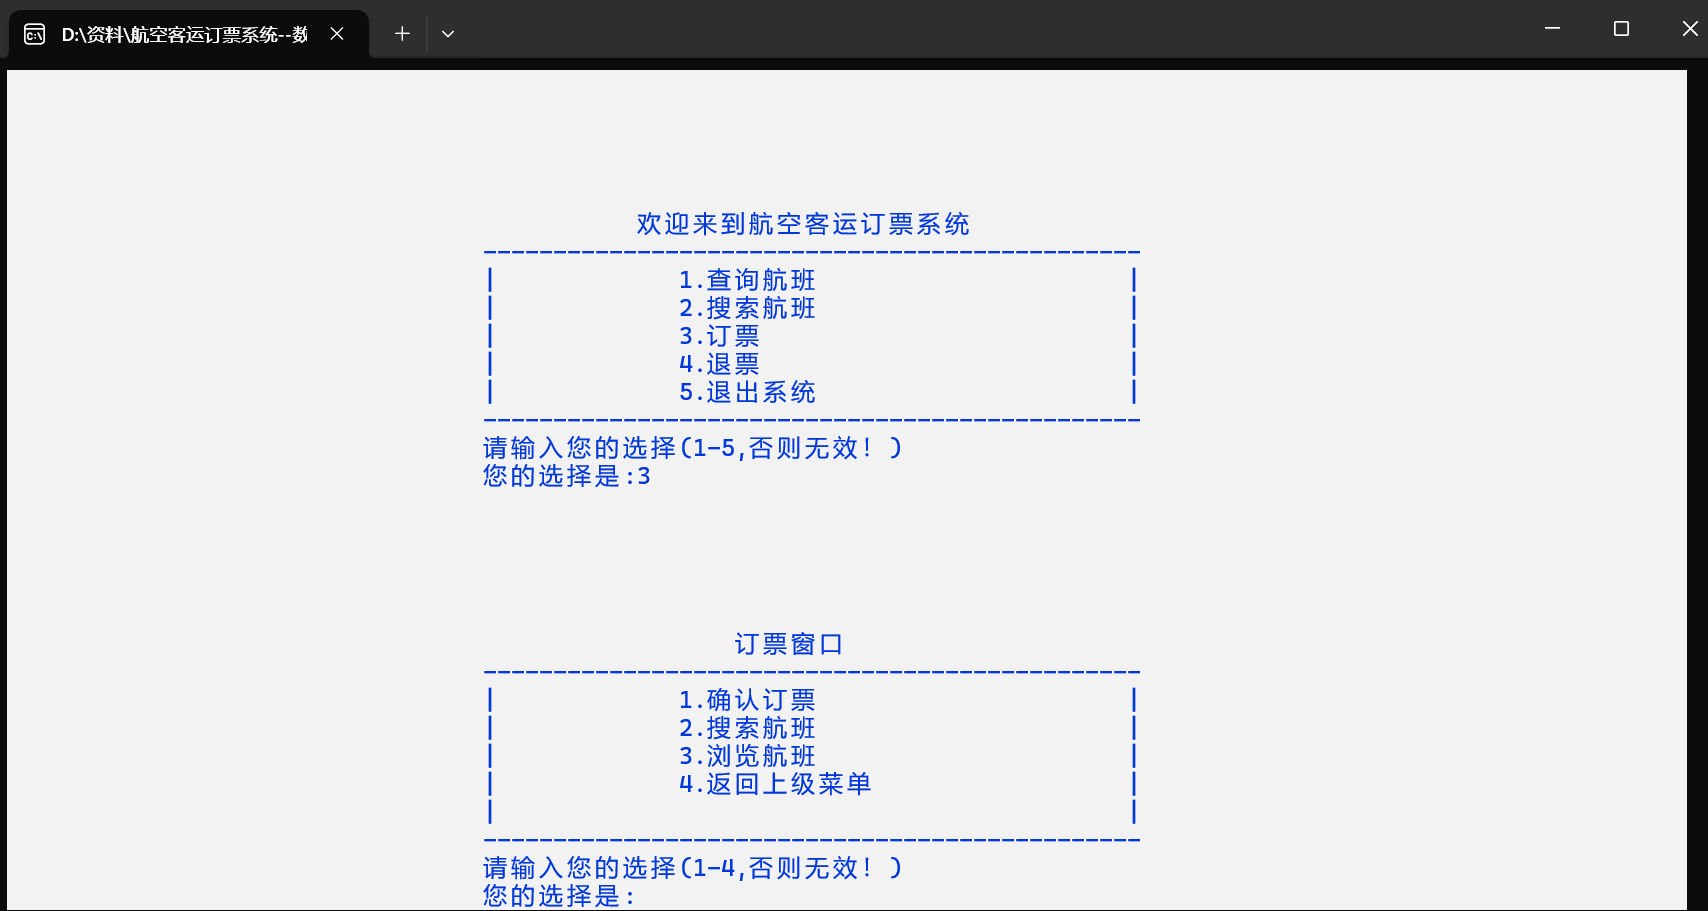 D:\资料\航空客运订票系统--数
欢迎来到航空客运订票系统
-----------------------------------------------
| 1.查询航班 |
| 2.搜索航班 |
| 3.订票 |
| 4.退票 |
| 5.退出系统 |
-----------------------------------------------
请输入您的选择(1-5,否则无效! )
您的选择是:3
订票窗口
-----------------------------------------------
| 1.确认订票 |
| 2.搜索航班 |
| 3.浏览航班 |
| 4.返回上级菜单 |
| |
-----------------------------------------------
请输入您的选择(1-4,否则无效! )
您的选择是: